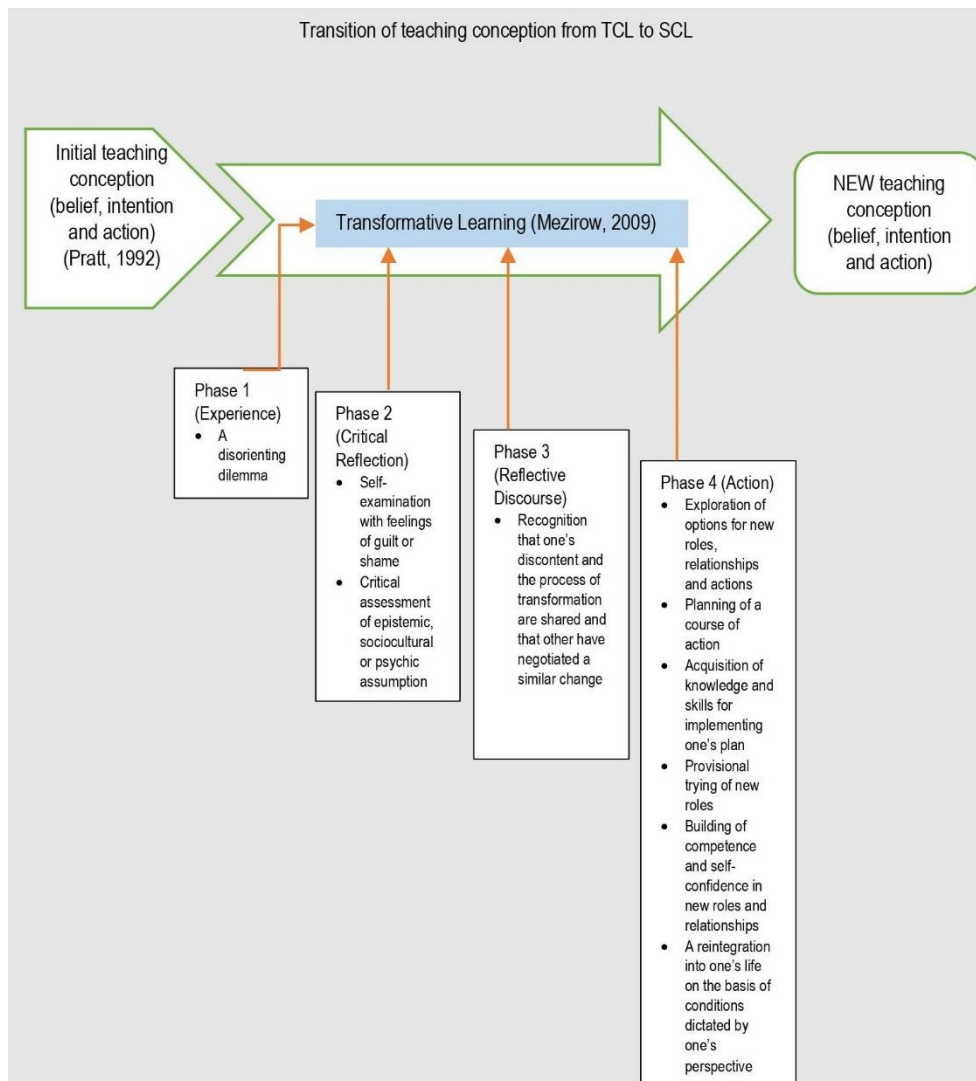 Transition of teaching conception from TCL to SCL
Initial teaching
conception
(belief, intention
and action)
(Pratt, 1992)
Transformative Learning (Mezirow, 2009)
NEW teaching
conception
(belief, intention
and action)
Phase 1
(Experience)
• A
disorienting
dilemma
Phase 2
(Critical
Reflection)
• Self-
examination
with feelings
of guilt or
shame
• Critical
assessment
of epistemic,
sociocultural
or psychic
assumption
Phase 3
(Reflective
Discourse)
• Recognition
that one's
discontent and
the process of
transformation
are shared and
that other have
negotiated a
similar change
Phase 4 (Action)
• Exploration of
options for new
roles,
relationships
and actions
• Planning of a
course of
action
• Acquisition of
knowledge and
skills for
implementing
one's plan
• Provisional
trying of new
roles
• Building of
competence
and self-
confidence in
new roles and
relationships
• A reintegration
into one's life
on the basis of
conditions
dictated by
one's
perspective